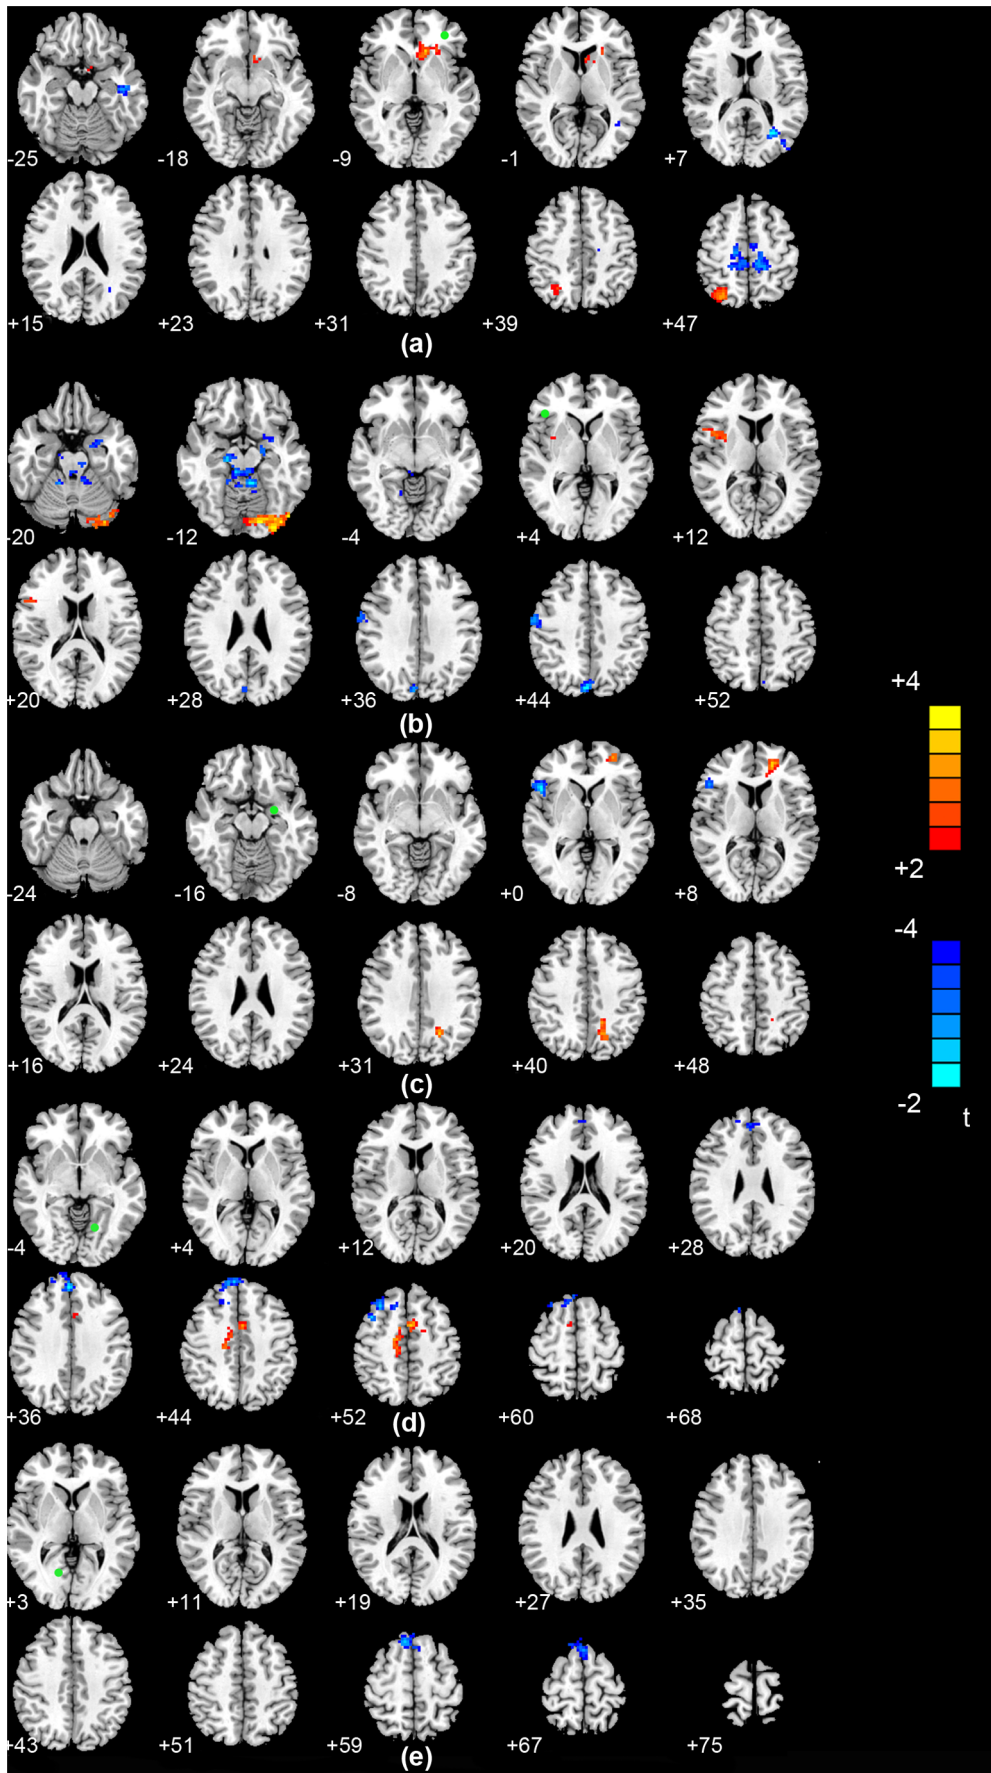 -25 -18 -9 -1 +7
+15 +23 +31 +39 +47
(a)
-20 -12 -4 +4 +12
+20 +28 +36 +44 +52
(b)
+4
+2
-4
-2
t
-24 -16 -8 +0 +8
+16 +24 +31 +40 +48
(c)
-4 +4 +12 +20 +28
+36 +44 +52 +60 +68
(d)
+3 +11 +19 +27 +35
+43 +51 +59 +67 +75
(e)